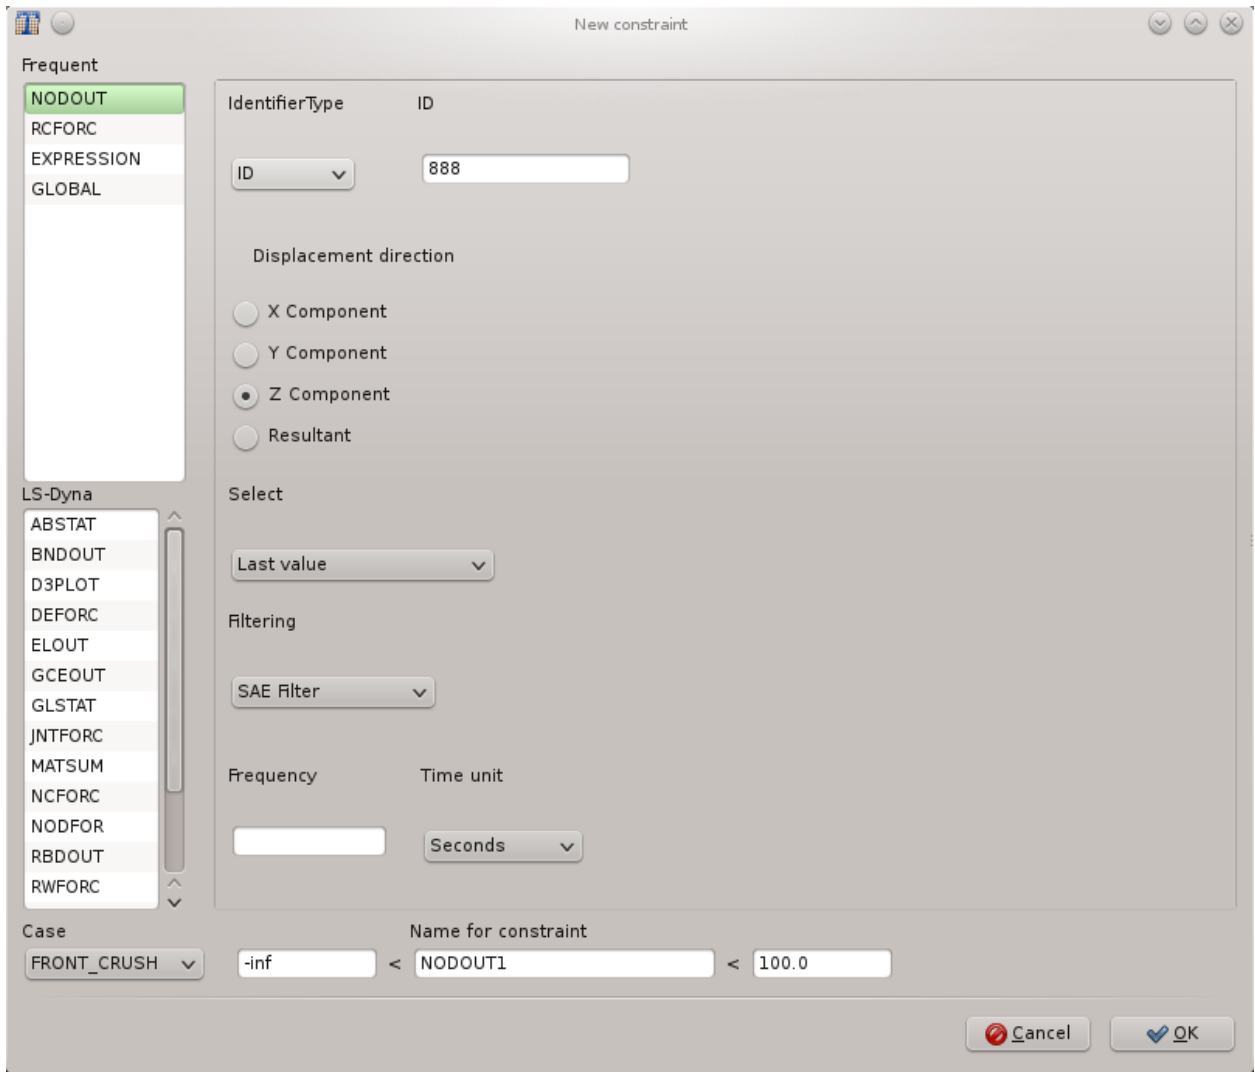 New constraint
Frequent
NODOUT
RCFORC
EXPRESSION
GLOBAL
IdentifierType ID
ID 888
Displacement direction
X Component
Y Component
Z Component
Resultant
LS-Dyna
ABSTAT
BNDOUT
D3PLOT
DEFORC
ELOUT
GCEOUT
GLSTAT
JNTFORC
MATSUM
NCFORC
NODFOR
RBDOUT
RWFORC
Select
Last value
Filtering
SAE Filter
Frequency Time unit
Seconds
Case Name for constraint
FRONT_CRUSH -inf < NODOUT1 < 100.0
Cancel OK